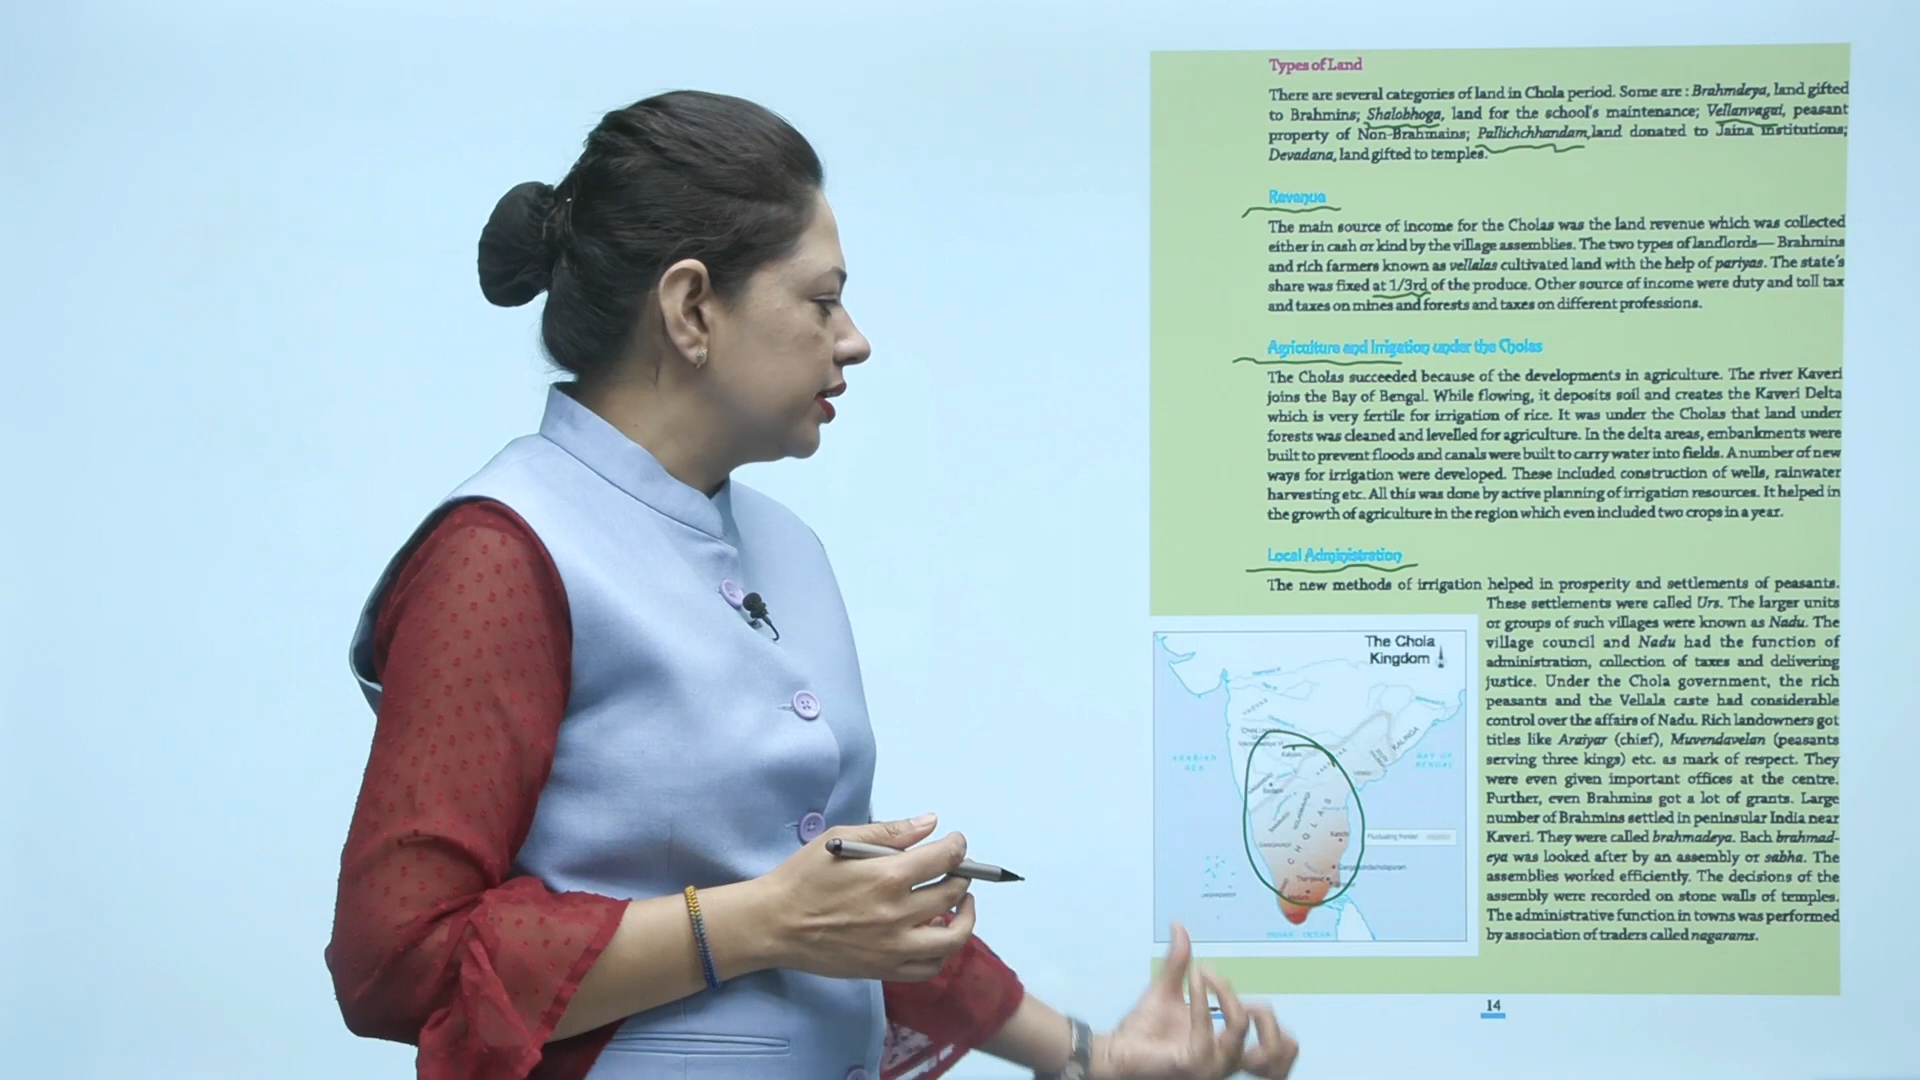 Types of Land
There are several categories of land in Chola period. Some are : Brahmdeya, land gifted
to Brahmins; Shalobhoga, land for the school's maintenance; Vellanvagai, peasant
property of Non-Brahmains; Pallichchhandam, land donated to Jaina institutions;
Devadana, land gifted to temples.
Revenue
The main source of income for the Cholas was the land revenue which was collected
either in cash or kind by the village assemblies. The two types of landlords— Brahmins
and rich farmers known as vellalas cultivated land with the help of pariyas. The state's
share was fixed at 1/3rd of the produce. Other source of income were duty and toll tax
and taxes on mines and forests and taxes on different professions.
Agriculture and Irrigation under the Cholas
The Cholas succeeded because of the developments in agriculture. The river Kaveri
joins the Bay of Bengal. While flowing, it deposits soil and creates the Kaveri Delta
which is very fertile for irrigation of rice. It was under the Cholas that land under
forests was cleaned and levelled for agriculture. In the delta areas, embankments were
built to prevent floods and canals were built to carry water into fields. A number of new
ways for irrigation were developed. These included construction of wells, rainwater
harvesting etc. All this was done by active planning of irrigation resources. It helped in
the growth of agriculture in the region which even included two crops in a year.
Local Administration
The new methods of irrigation helped in prosperity and settlements of peasants.
These settlements were called Urs. The larger units
or groups of such villages were known as Nadu. The
village council and Nadu had the function of
administration, collection of taxes and delivering
justice. Under the Chola government, the rich
peasants and the Vellala caste had considerable
control over the affairs of Nadu. Rich landowners got
titles like Araiyar (chief), Muvendavelan (peasants
serving three kings) etc. as mark of respect. They
were even given important offices at the centre.
Further, even Brahmins got a lot of grants. Large
number of Brahmins settled in peninsular India near
Kaveri. They were called brahmadeya. Each brahmad-
eya was looked after by an assembly or sabha. The
assemblies worked efficiently. The decisions of the
assembly were recorded on stone walls of temples.
The administrative function in towns was performed
by association of traders called nagarams.
The Chola
Kingdom
KALINGA
ARABIAN
SEA
BAY OF
BENGAL
CHOLAS
Kanchi
Fluctuating frontier
Gangaikondacholapuram
Thanjavur
INDIAN OCEAN
14